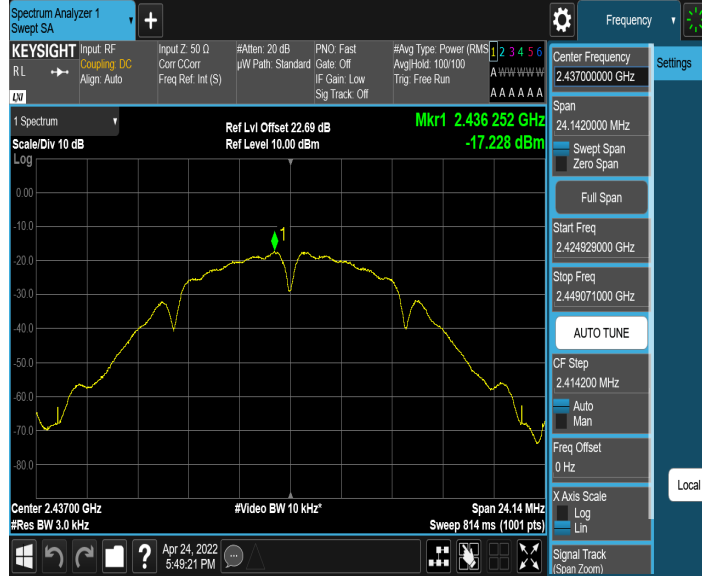 Spectrum Analyzer 1
Swept SA
+
Frequency
KEYSIGHT
RL
LXI
Input: RF
Coupling: DC
Align: Auto
Input Z: 50 Ω
Corr CCorr
Freq Ref: Int (S)
#Atten: 20 dB
µW Path: Standard
PNO: Fast
Gate: Off
IF Gain: Low
Sig Track: Off
#Avg Type: Power (RMS
Avg|Hold: 100/100
Trig: Free Run
1 2 3 4 5 6
A W W W W W
A A A A A A
1 Spectrum
Scale/Div 10 dB
Log
Ref Lvl Offset 22.69 dB
Ref Level 10.00 dBm
Mkr1 2.436 252 GHz
-17.228 dBm
0.00
-10.0
-20.0
-30.0
-40.0
-50.0
-60.0
-70.0
-80.0
1
Center 2.43700 GHz
#Res BW 3.0 kHz
#Video BW 10 kHz*
Span 24.14 MHz
Sweep 814 ms (1001 pts)
Apr 24, 2022
5:49:21 PM
?
Center Frequency
2.437000000 GHz
Span
24.1420000 MHz
Swept Span
Zero Span
Full Span
Start Freq
2.424929000 GHz
Stop Freq
2.449071000 GHz
AUTO TUNE
CF Step
2.414200 MHz
Auto
Man
Freq Offset
0 Hz
X Axis Scale
Log
Lin
Signal Track
(Span Zoom)
Settings
Local